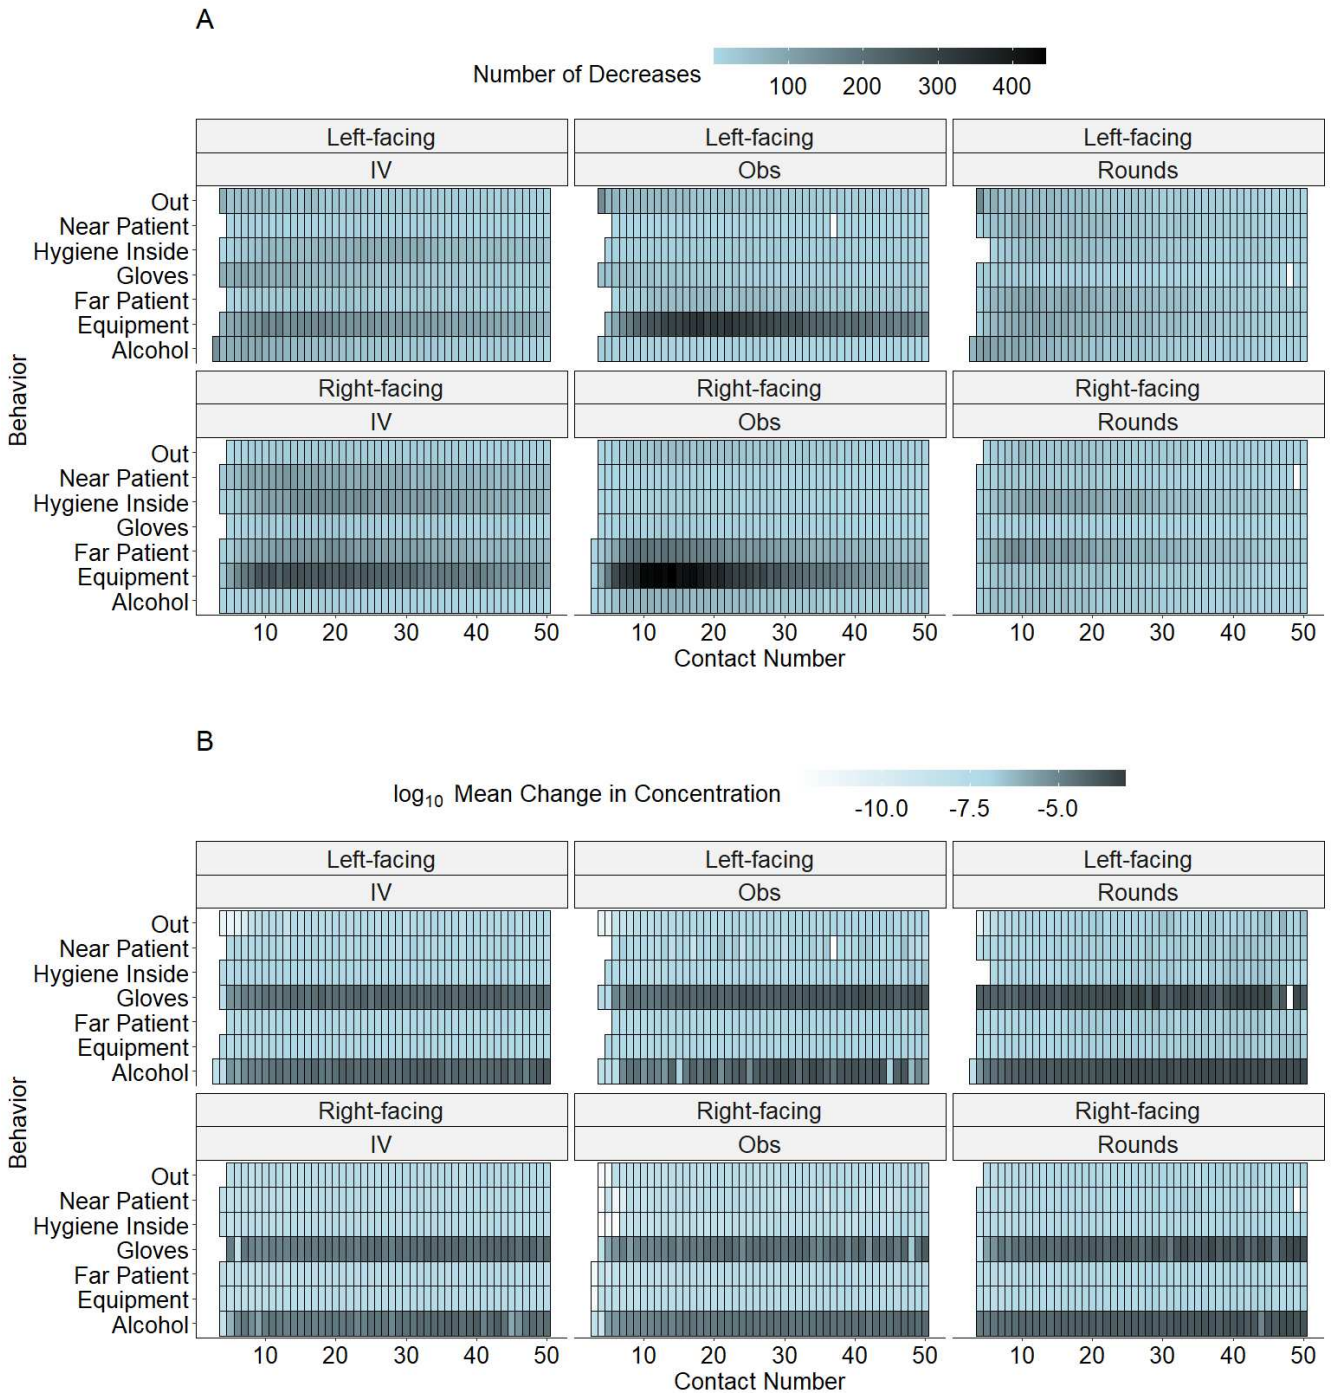 A
Number of Decreases
100 200 300 400
Left-facing Left-facing Left-facing
IV Obs Rounds
Out
Near Patient
Hygiene Inside
Gloves
Far Patient
Equipment
Alcohol
Behavior
Right-facing Right-facing Right-facing
IV Obs Rounds
Out
Near Patient
Hygiene Inside
Gloves
Far Patient
Equipment
Alcohol
10 20 30 40 50 10 20 30 40 50 10 20 30 40 50
Contact Number
B
log₁₀ Mean Change in Concentration
-10.0 -7.5 -5.0
Left-facing Left-facing Left-facing
IV Obs Rounds
Out
Near Patient
Hygiene Inside
Gloves
Far Patient
Equipment
Alcohol
Behavior
Right-facing Right-facing Right-facing
IV Obs Rounds
Out
Near Patient
Hygiene Inside
Gloves
Far Patient
Equipment
Alcohol
10 20 30 40 50 10 20 30 40 50 10 20 30 40 50
Contact Number